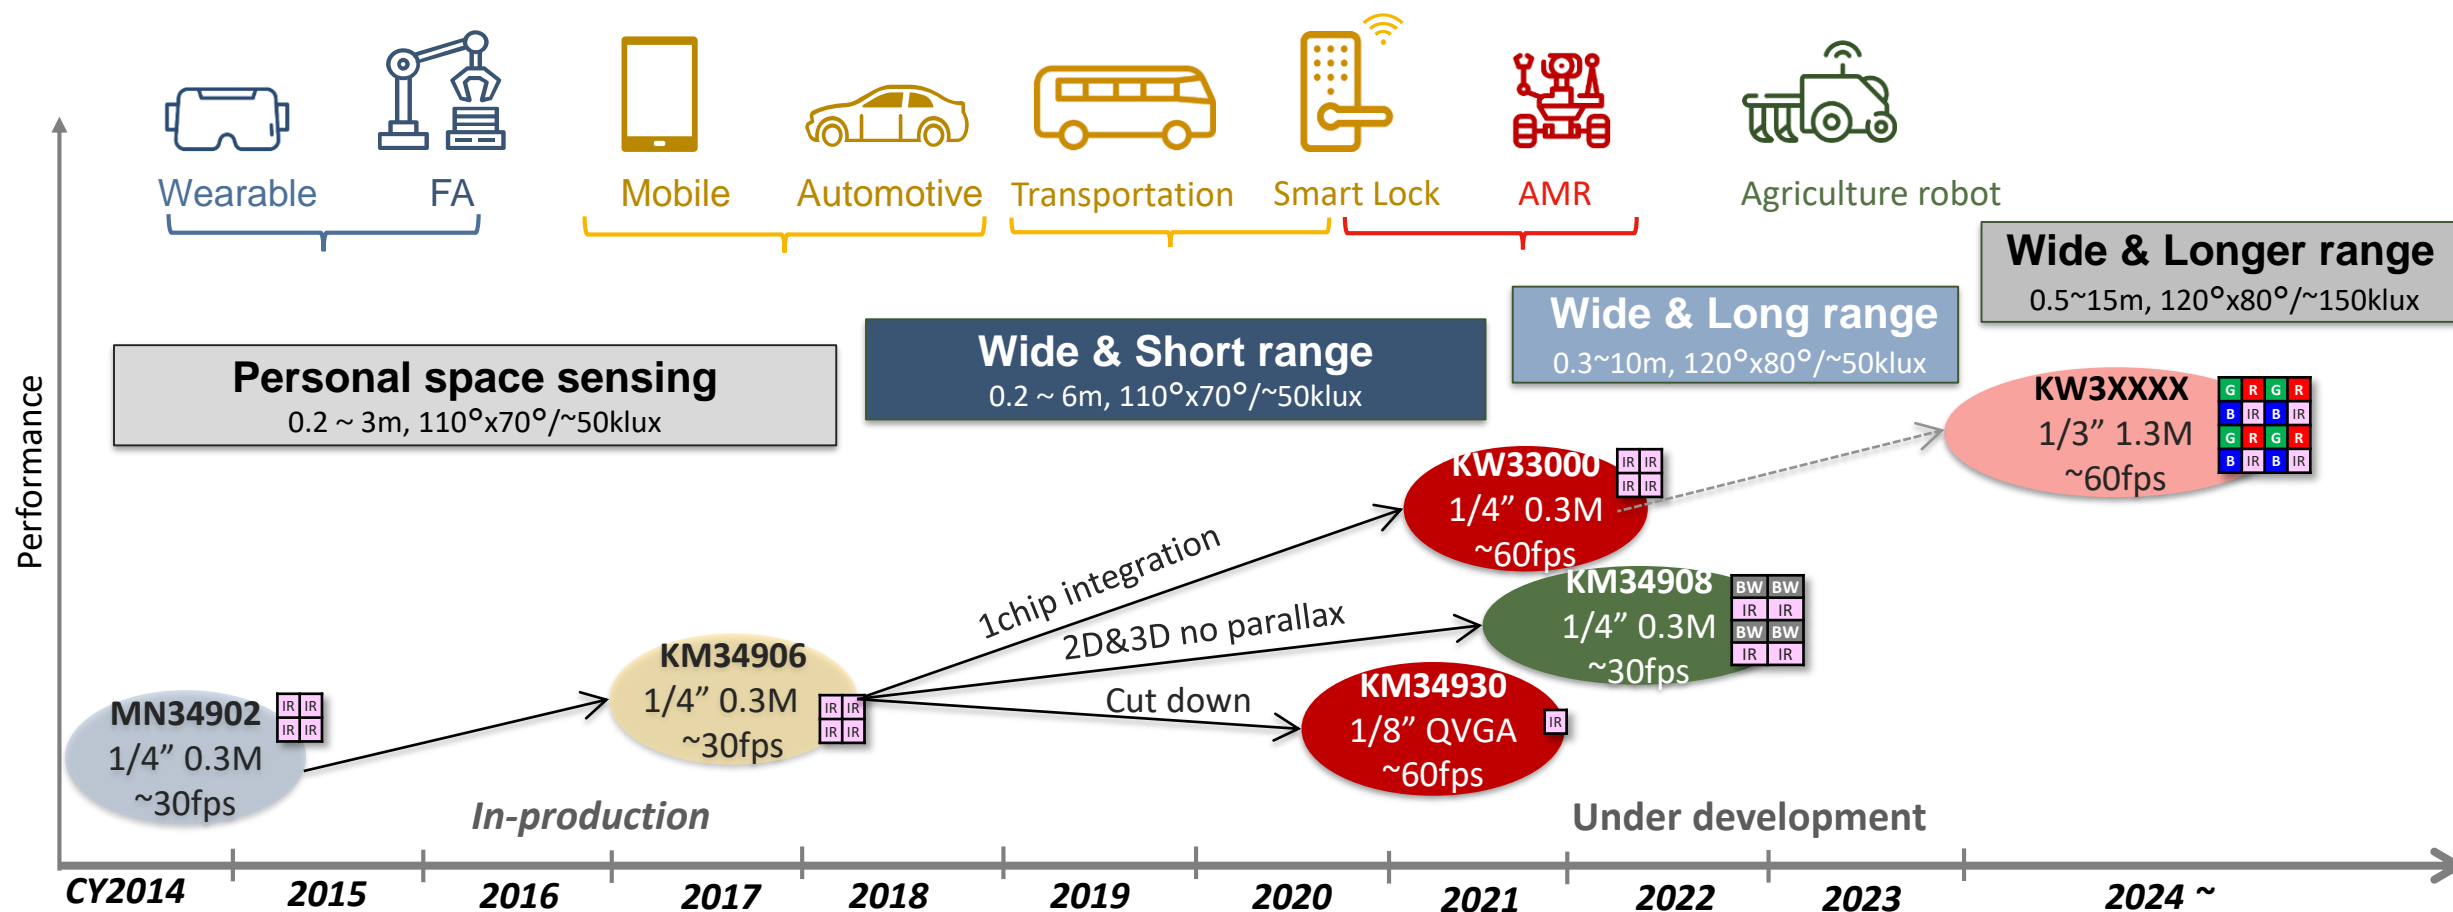 Wearable
FA
Mobile
Automotive
Transportation
Smart Lock
AMR
Agriculture robot
Wide & Longer range
0.5~15m, 120°x80°/~150klux
Wide & Long range
0.3~10m, 120°x80°/~50klux
Wide & Short range
0.2 ~ 6m, 110°x70°/~50klux
Personal space sensing
0.2 ~ 3m, 110°x70°/~50klux
Performance
KW3XXXX
1/3” 1.3M
~60fps
G R G R
B IR B IR
G R G R
B IR B IR
KW33000
1/4” 0.3M
~60fps
IR IR
IR IR
1chip integration
2D&3D no parallax
Cut down
KM34908
1/4” 0.3M
~30fps
BW BW
IR IR
BW BW
IR IR
KM34906
1/4” 0.3M
~30fps
IR IR
IR IR
KM34930
1/8” QVGA
~60fps
IR
MN34902
1/4” 0.3M
~30fps
IR IR
IR IR
In-production
Under development
CY2014 2015 2016 2017 2018 2019 2020 2021 2022 2023 2024 ~